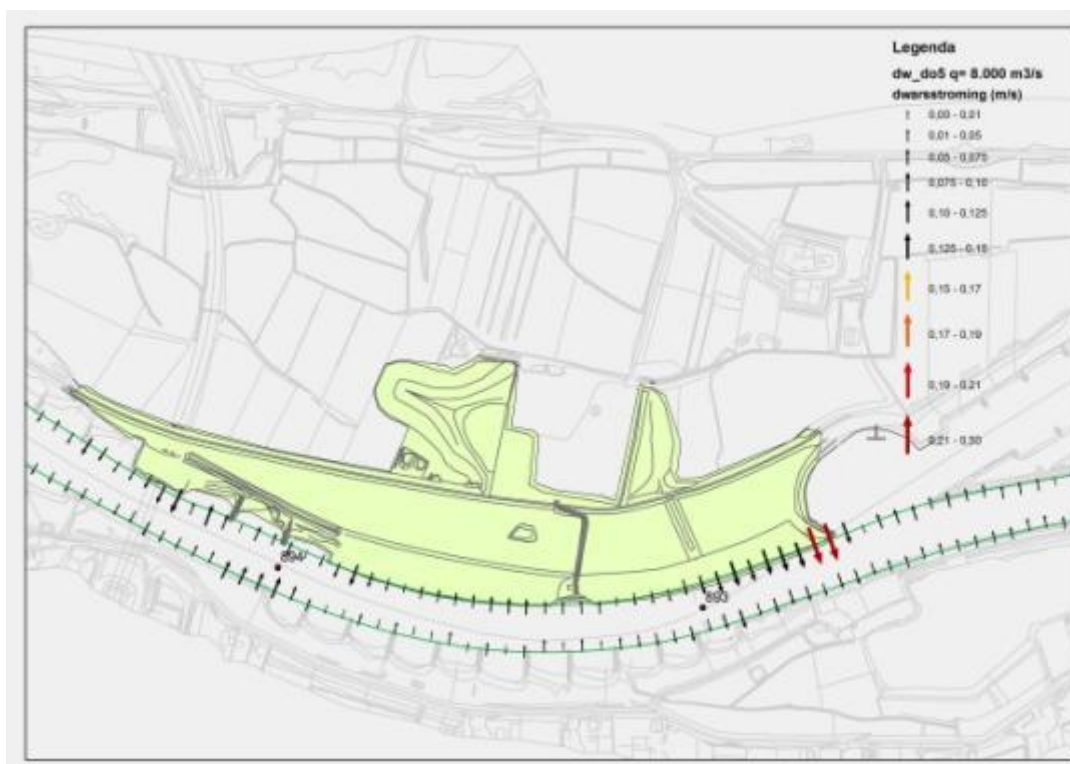 Legenda
dw_do5 q= 8.000 m3/s
dwarsstroming (m/s)
0,00 - 0,01
0,01 - 0,05
0,05 - 0,075
0,075 - 0,10
0,10 - 0,125
0,125 - 0,15
0,15 - 0,17
0,17 - 0,19
0,19 - 0,21
0,21 - 0,30
894
893